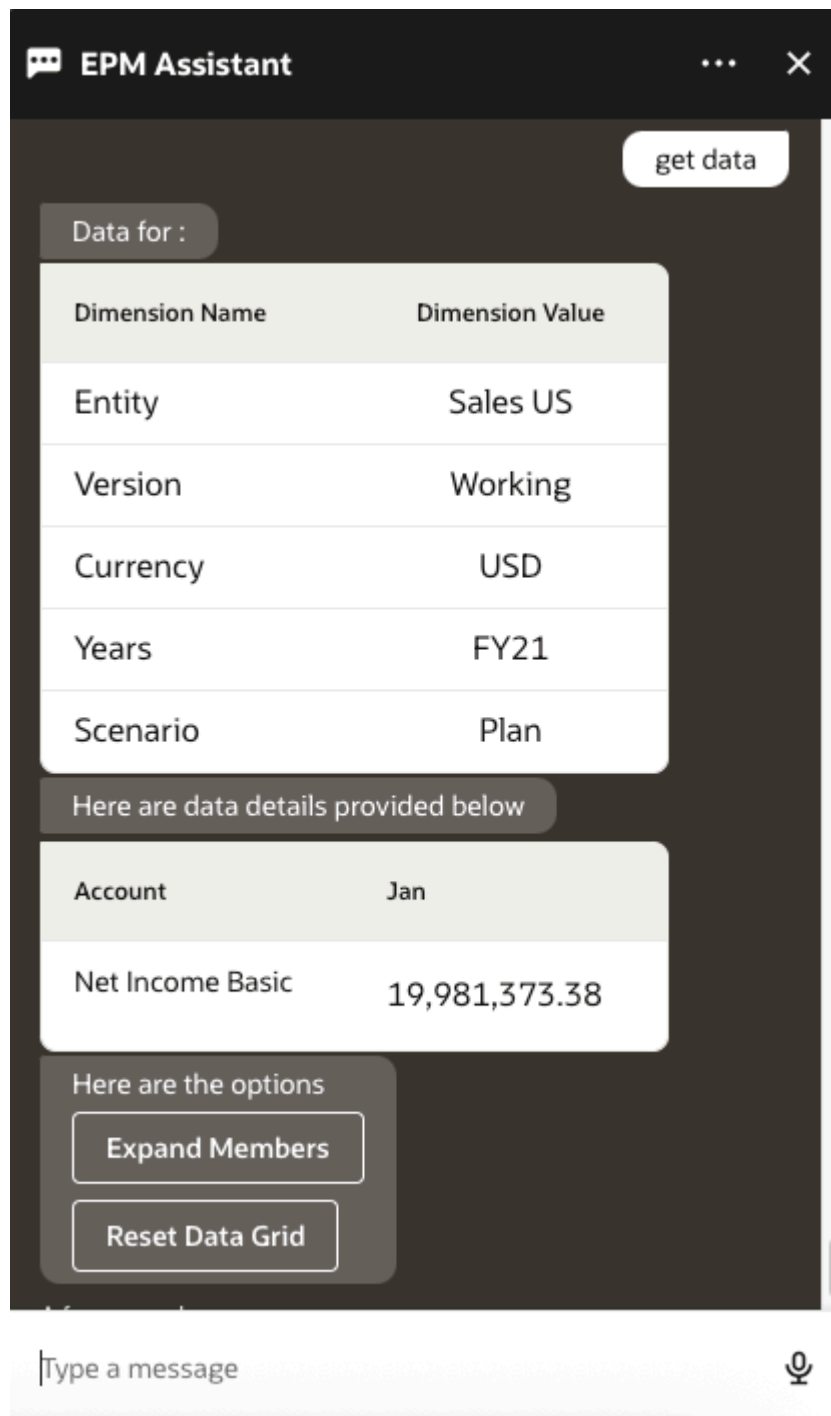 EPM Assistant
get data
Data for :
Dimension Name Dimension Value
Entity Sales US
Version Working
Currency USD
Years FY21
Scenario Plan
Here are data details provided below
Account Jan
Net Income Basic 19,981,373.38
Here are the options
Expand Members
Reset Data Grid
Type a message